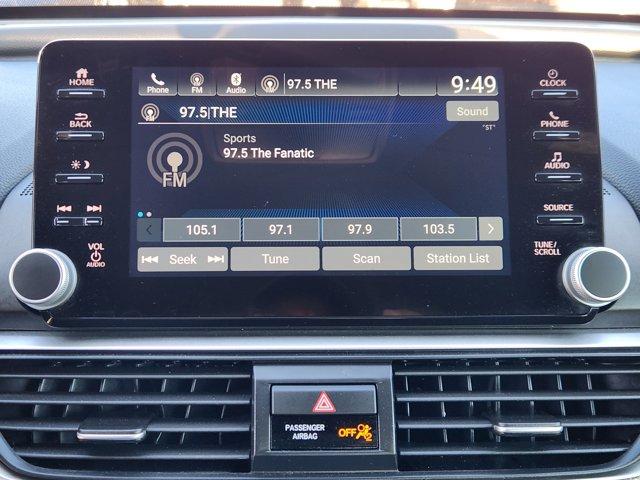 HOME
BACK
VOL
AUDIO
Phone FM Audio 97.5 THE 9:49
97.5|THE Sound
"ST"
Sports
97.5 The Fanatic
FM
105.1 97.1 97.9 103.5
Seek Tune Scan Station List
CLOCK
PHONE
AUDIO
SOURCE
TUNE/
SCROLL
PASSENGER
AIRBAG
OFF 2